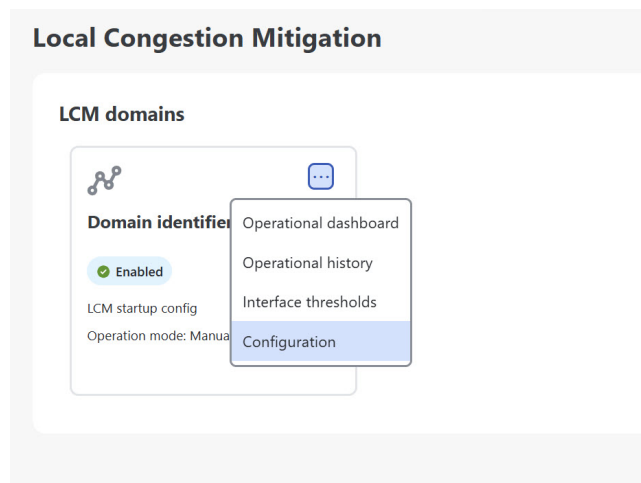 Local Congestion Mitigation
LCM domains
Domain identifier
Enabled
LCM startup config
Operation mode: Manua
Operational dashboard
Operational history
Interface thresholds
Configuration